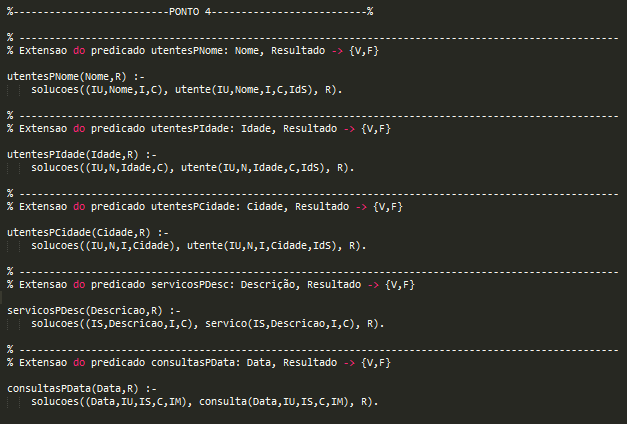 %--------------------------PONTO 4--------------------------%
% ----------------------------------------------------------------------------------------------------
% Extensao do predicado utentesPNome: Nome, Resultado -> {V,F}
utentesPNome(Nome,R) :-
solucoes((IU,Nome,I,C), utente(IU,Nome,I,C,IdS), R).
% ----------------------------------------------------------------------------------------------------
% Extensao do predicado utentesPIdade: Idade, Resultado -> {V,F}
utentesPIdade(Idade,R) :-
solucoes((IU,N,Idade,C), utente(IU,N,Idade,C,IdS), R).
% ----------------------------------------------------------------------------------------------------
% Extensao do predicado utentesPCidade: Cidade, Resultado -> {V,F}
utentesPCidade(Cidade,R) :-
solucoes((IU,N,I,Cidade), utente(IU,N,I,Cidade,IdS), R).
% ----------------------------------------------------------------------------------------------------
% Extensao do predicado servicosPDesc: Descrição, Resultado -> {V,F}
servicosPDesc(Descricao,R) :-
solucoes((IS,Descricao,I,C), servico(IS,Descricao,I,C), R).
% ----------------------------------------------------------------------------------------------------
% Extensao do predicado consultasPData: Data, Resultado -> {V,F}
consultasPData(Data,R) :-
solucoes((Data,IU,IS,C,IM), consulta(Data,IU,IS,C,IM), R).